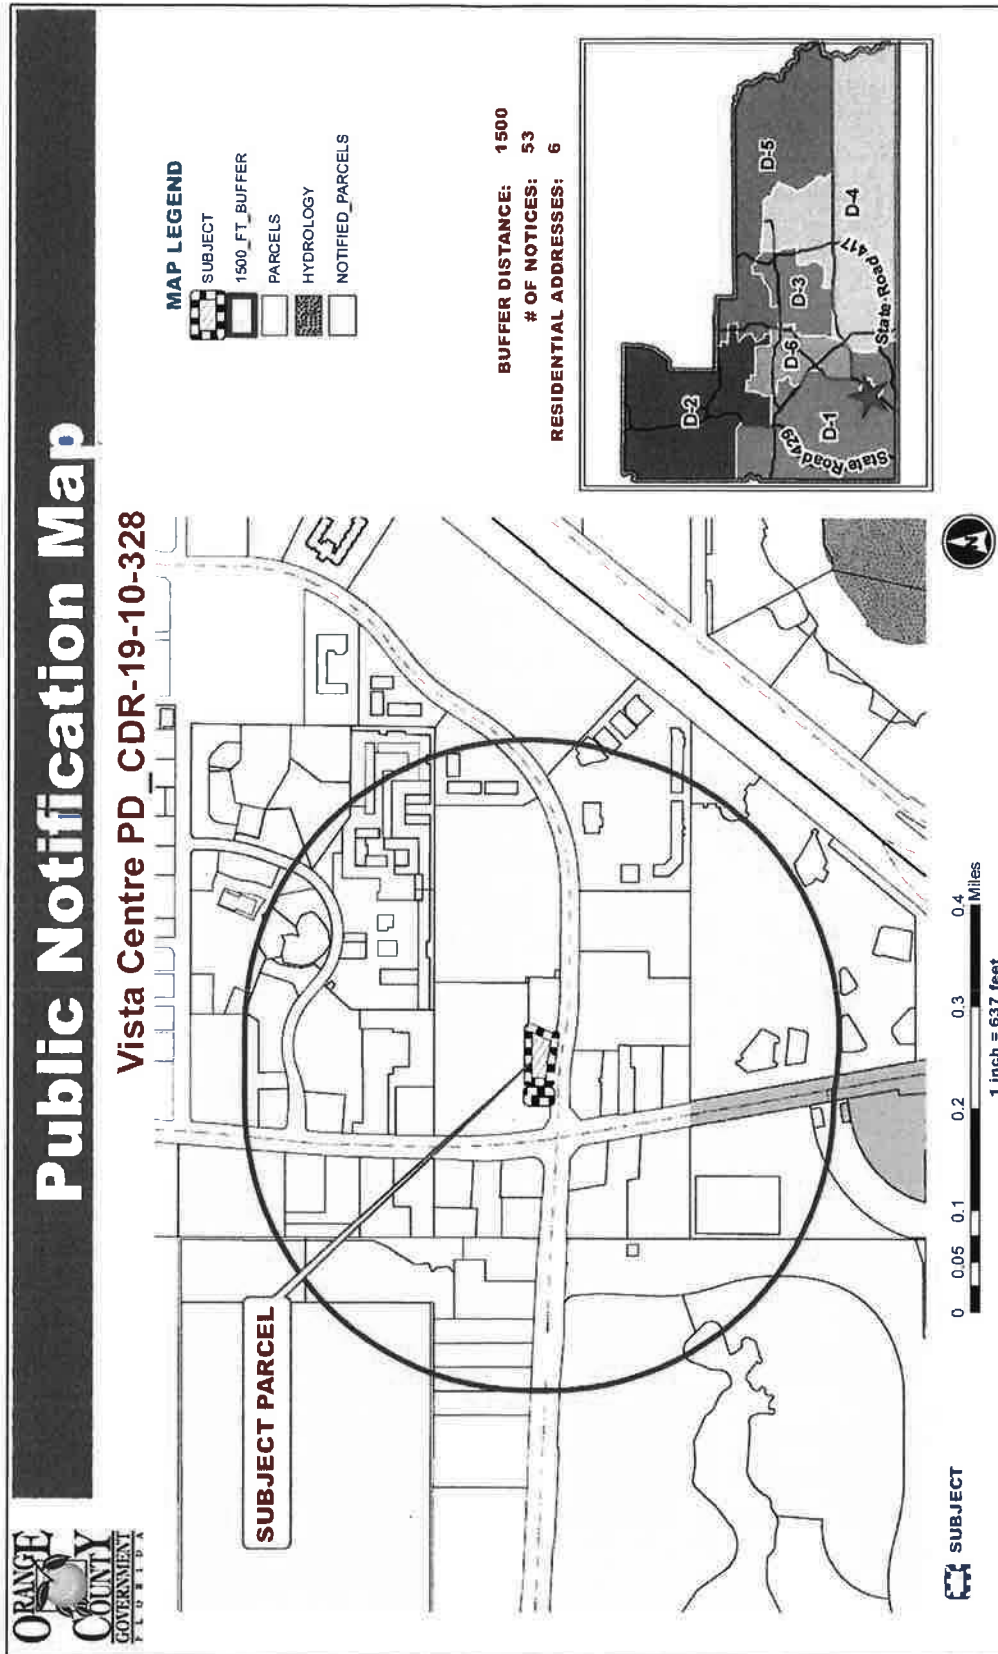 ORANGE
COUNTY
GOVERNMENT
FLORIDA
Public Notification Map
Vista Centre PD_CDR-19-10-328
SUBJECT PARCEL
MAP LEGEND
SUBJECT
1500_FT_BUFFER
PARCELS
HYDROLOGY
NOTIFIED_PARCELS
BUFFER DISTANCE: 1500
# OF NOTICES: 53
RESIDENTIAL ADDRESSES: 6
D-2
D-5
D-3
D-6
D-4
D-1
State Road 429
State Road 417
SUBJECT
0 0.05 0.1 0.2 0.3 0.4
Miles
1 inch = 637 feet
N